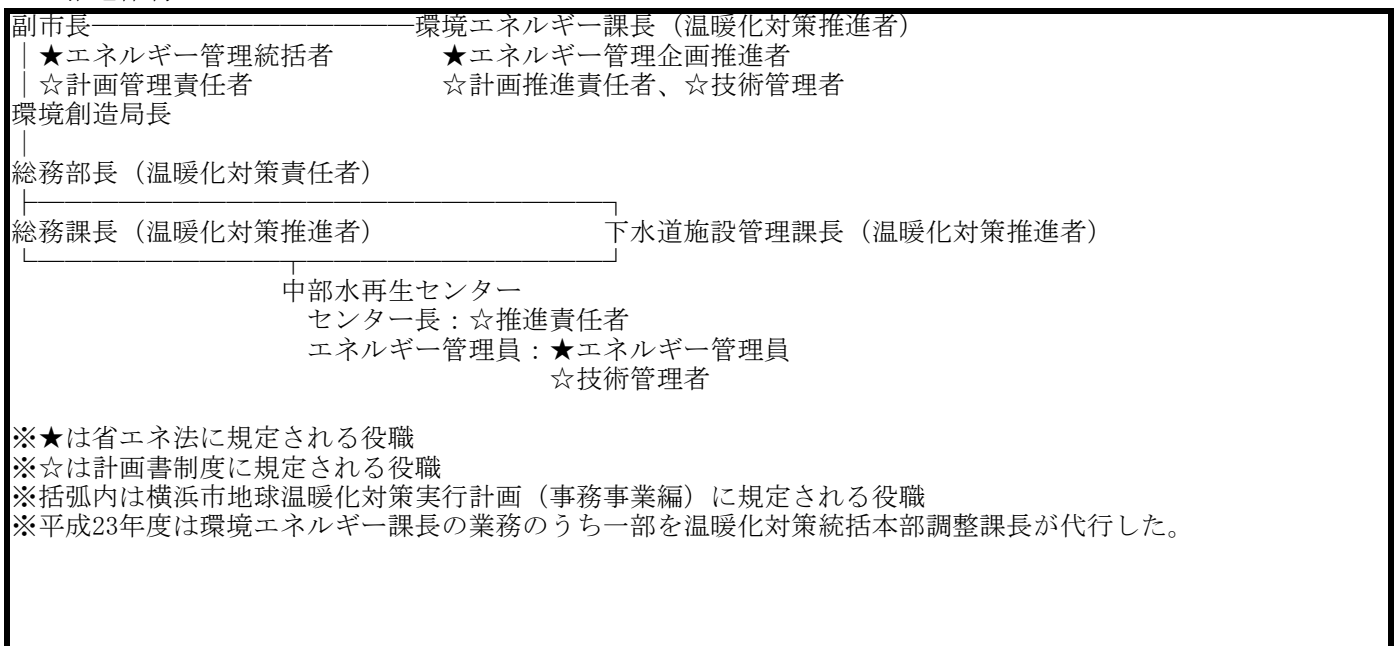 副市長――――――――――――環境エネルギー課長（温暖化対策推進者）
｜★エネルギー管理統括者　　　　★エネルギー管理企画推進者
｜☆計画管理責任者　　　　　　　☆計画推進責任者、☆技術管理者
環境創造局長
｜
総務部長（温暖化対策責任者）
├―――――――――――――――――――――┐
総務課長（温暖化対策推進者）　　　　　　　　　下水道施設管理課長（温暖化対策推進者）
└―――――――――┬―――――――――――┘
中部水再生センター
センター長：☆推進責任者
エネルギー管理員：★エネルギー管理員
☆技術管理者
※★は省エネ法に規定される役職
※☆は計画書制度に規定される役職
※括弧内は横浜市地球温暖化対策実行計画（事務事業編）に規定される役職
※平成23年度は環境エネルギー課長の業務のうち一部を温暖化対策統括本部調整課長が代行した。